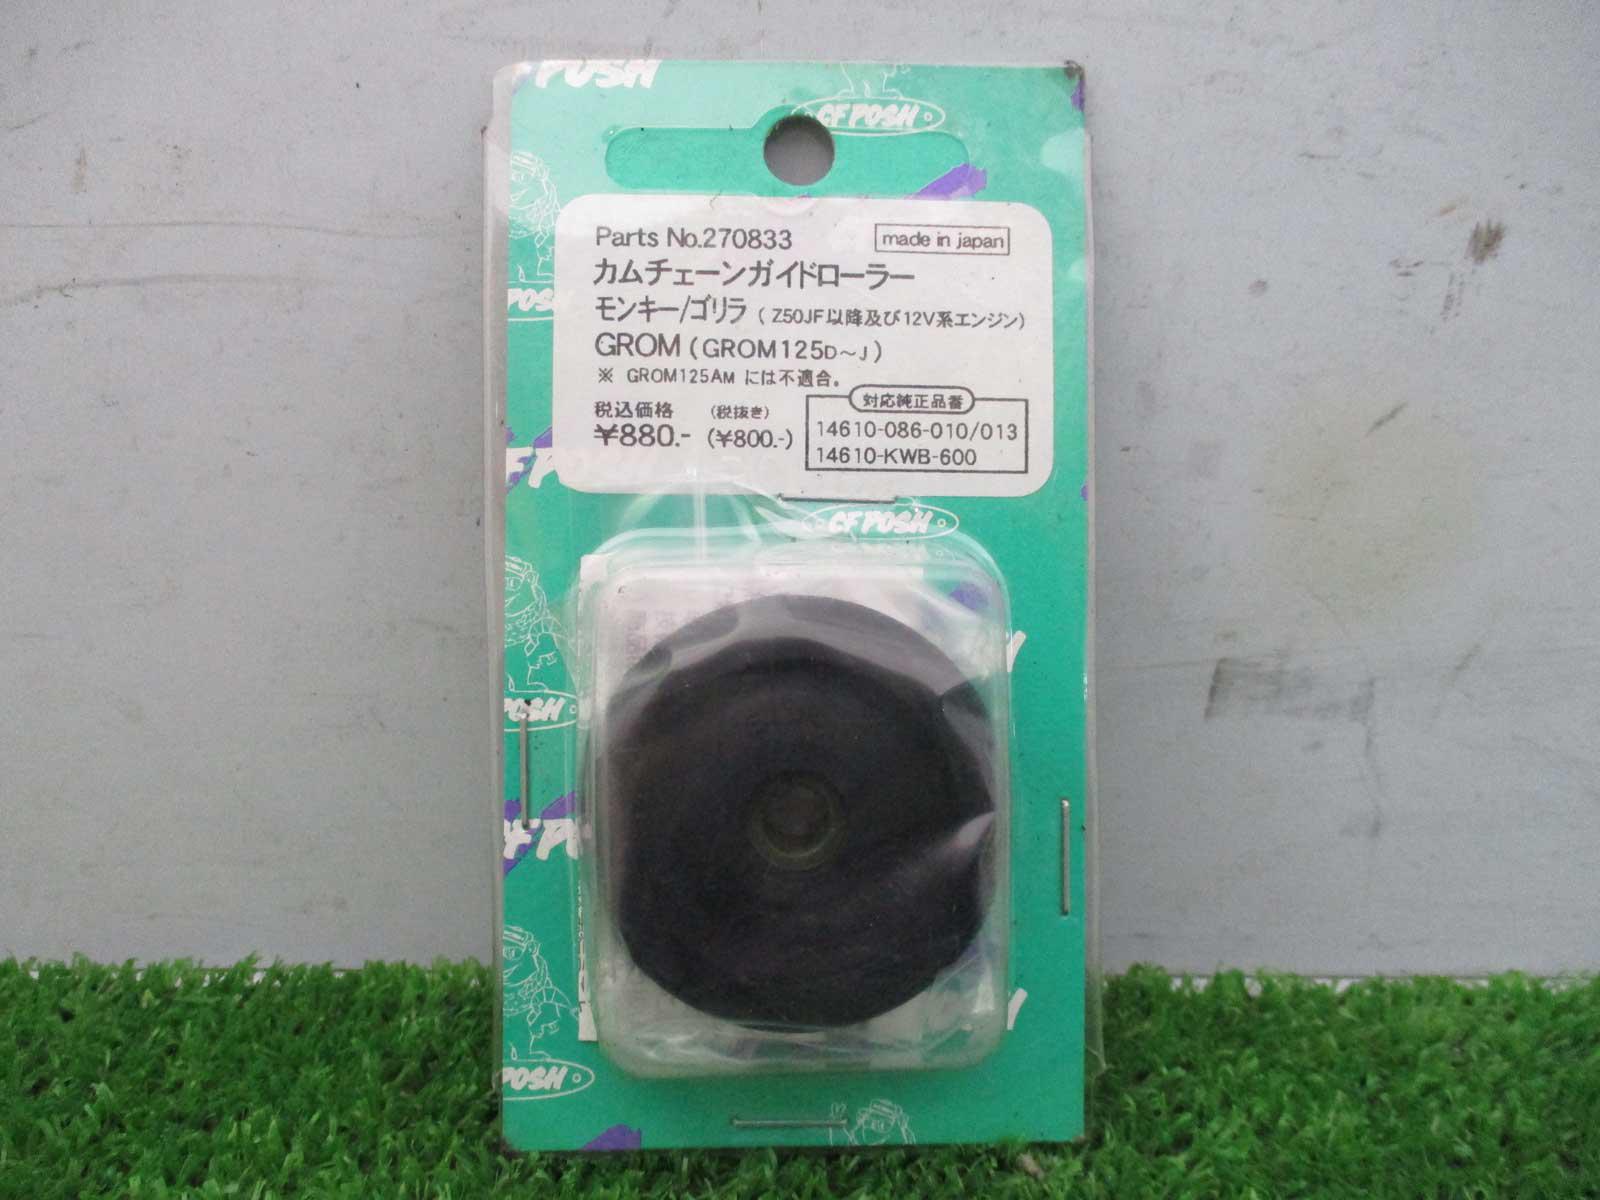 POSH
CF POSH
Parts No.270833
made in japan
カムチェーンガイドローラー
モンキー/ゴリラ ( Z50JF以降及び12V系エンジン)
GROM (GROM125D～J)
※ GROM125AM には不適合。
税込価格 (税抜き)
¥880.- (¥800.-)
対応純正品番
14610-086-010/013
14610-KWB-600
CF POSH
POSH
POSH